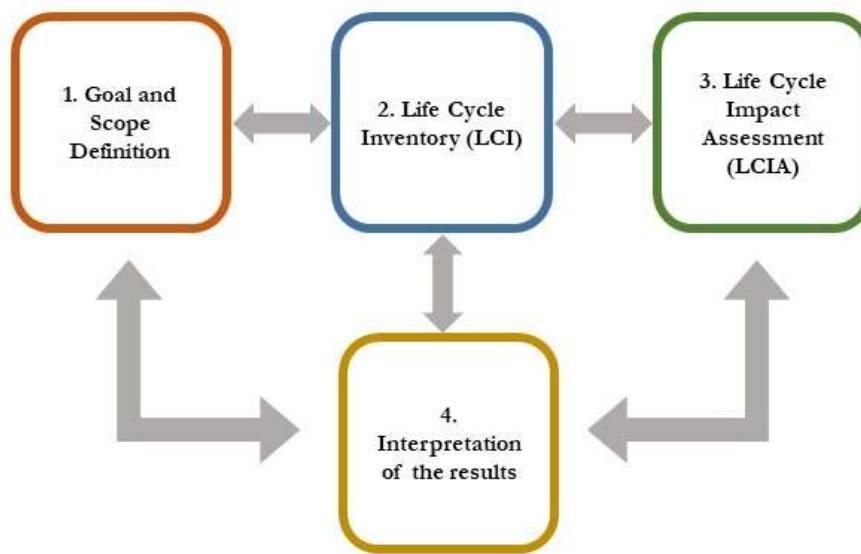 1. Goal and
Scope
Definition
2. Life Cycle
Inventory (LCI)
3. Life Cycle
Impact
Assessment
(LCIA)
4.
Interpretation
of the results